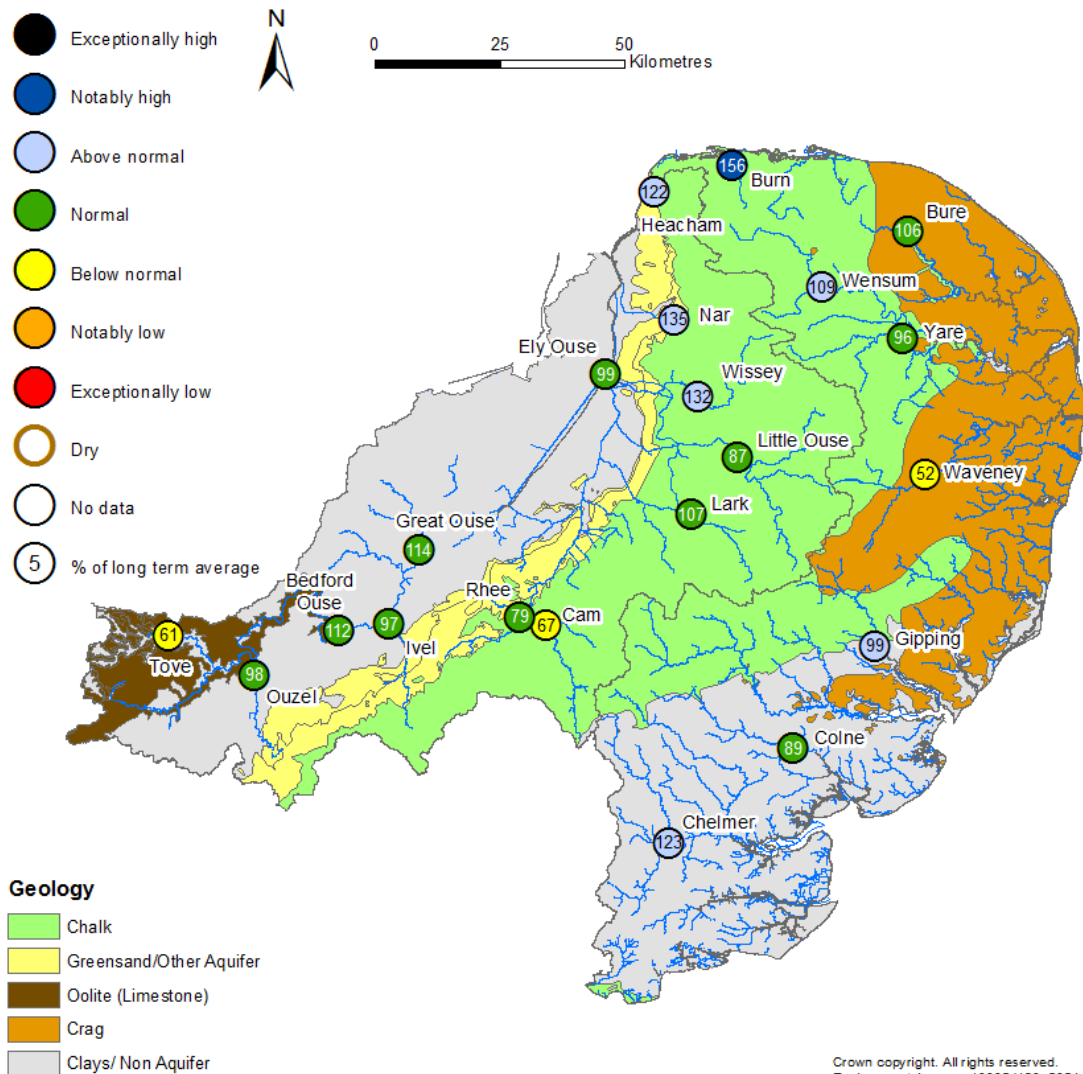 Exceptionally high
Notably high
Above normal
Normal
Below normal
Notably low
Exceptionally low
Dry
No data
5 % of long term average
N
0 25 50
Kilometres
156
Burn
122
Heacham
106
Bure
109
Wensum
135
Nar
96
Yare
Ely Ouse
99
Wissey
132
Little Ouse
87
52
Waveney
107
Lark
Great Ouse
114
Bedford
Ouse
112
97
Ivel
Rhee
79
67
Cam
61
Tove
98
Ouzel
Gipping
99
Colne
89
Chelmer
123
Geology
Chalk
Greensand/Other Aquifer
Oolite (Limestone)
Crag
Clays/ Non Aquifer
Crown copyright. All rights reserved.